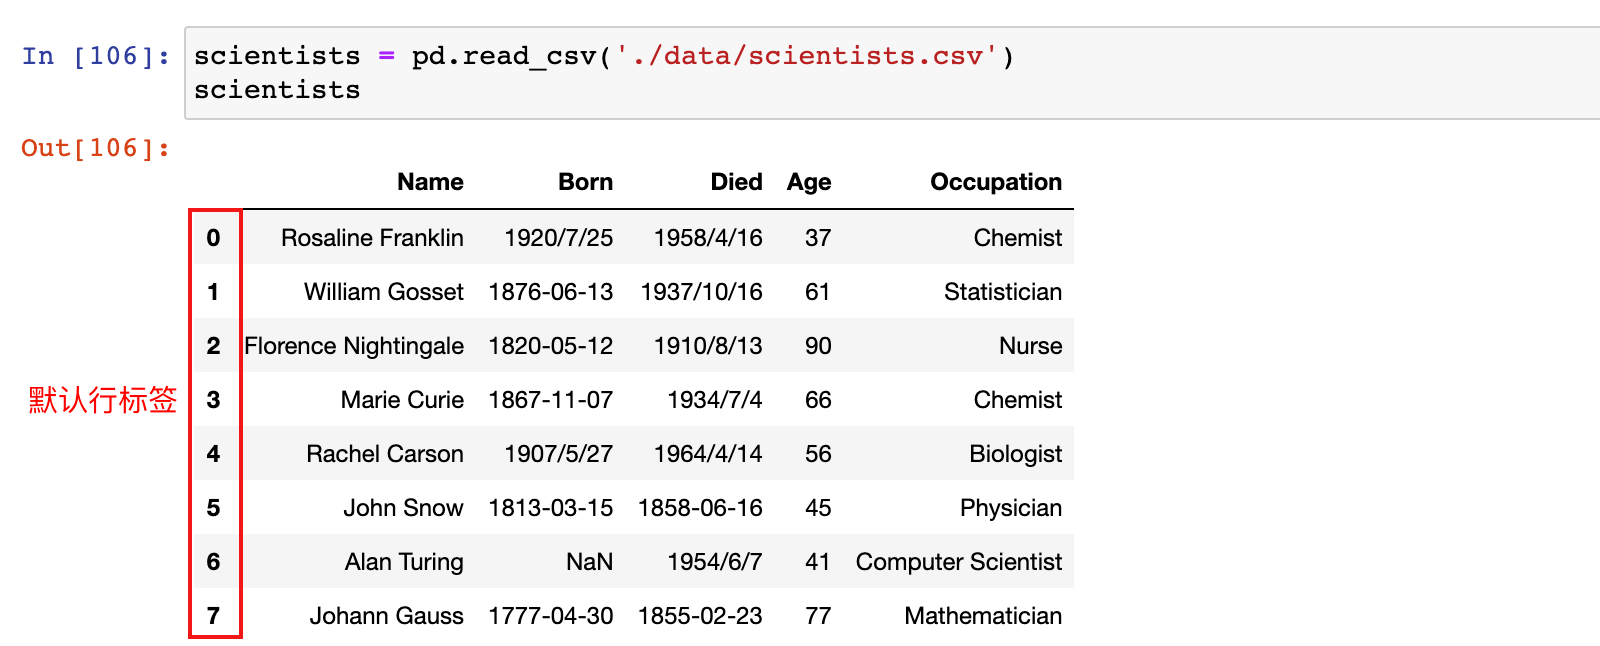 In [106]: scientists = pd.read_csv('./data/scientists.csv')
scientists
Out[106]:
Name Born Died Age Occupation
0 Rosaline Franklin 1920/7/25 1958/4/16 37 Chemist
1 William Gosset 1876-06-13 1937/10/16 61 Statistician
2 Florence Nightingale 1820-05-12 1910/8/13 90 Nurse
默认行标签 3 Marie Curie 1867-11-07 1934/7/4 66 Chemist
4 Rachel Carson 1907/5/27 1964/4/14 56 Biologist
5 John Snow 1813-03-15 1858-06-16 45 Physician
6 Alan Turing NaN 1954/6/7 41 Computer Scientist
7 Johann Gauss 1777-04-30 1855-02-23 77 Mathematician